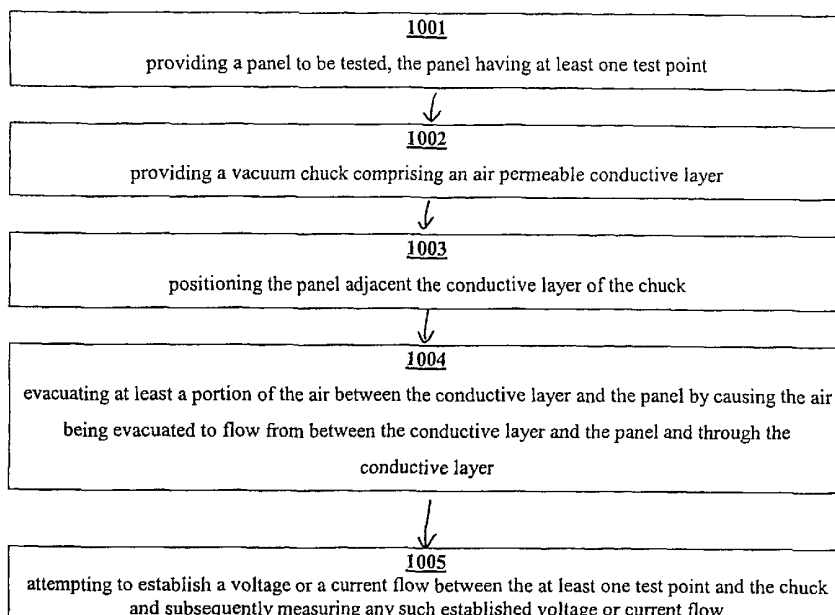 1001
providing a panel to be tested, the panel having at least one test point
1002
providing a vacuum chuck comprising an air permeable conductive layer
1003
positioning the panel adjacent the conductive layer of the chuck
1004
evacuating at least a portion of the air between the conductive layer and the panel by causing the air
being evacuated to flow from between the conductive layer and the panel and through the
conductive layer
1005
attempting to establish a voltage or a current flow between the at least one test point and the chuck
and subsequently measuring any such established voltage or current flow